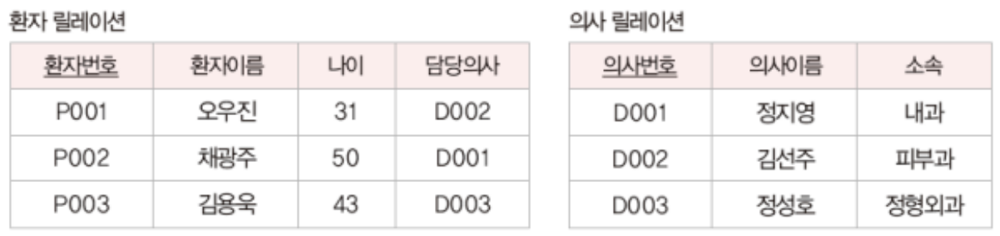 환자 릴레이션
환자번호 환자이름 나이 담당의사
P001 오우진 31 D002
P002 채광주 50 D001
P003 김용욱 43 D003
의사 릴레이션
의사번호 의사이름 소속
D001 정지영 내과
D002 김선주 피부과
D003 정성호 정형외과